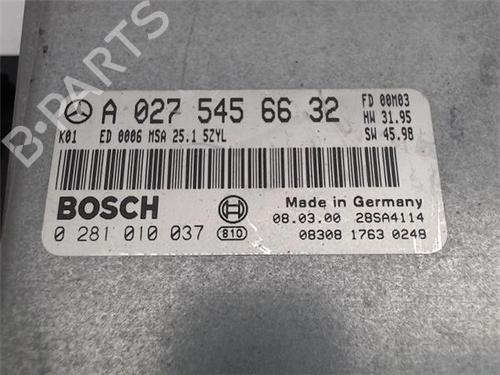 A 027 545 66 32
FD 00M03
HW 31.95
SW 45.98
K01 ED 0006 MSA 25.1 5ZYL
BOSCH
Made in Germany
08.03.00 28SA4114
0 281 010 037 810
08308 1763 0248
B-PARTS